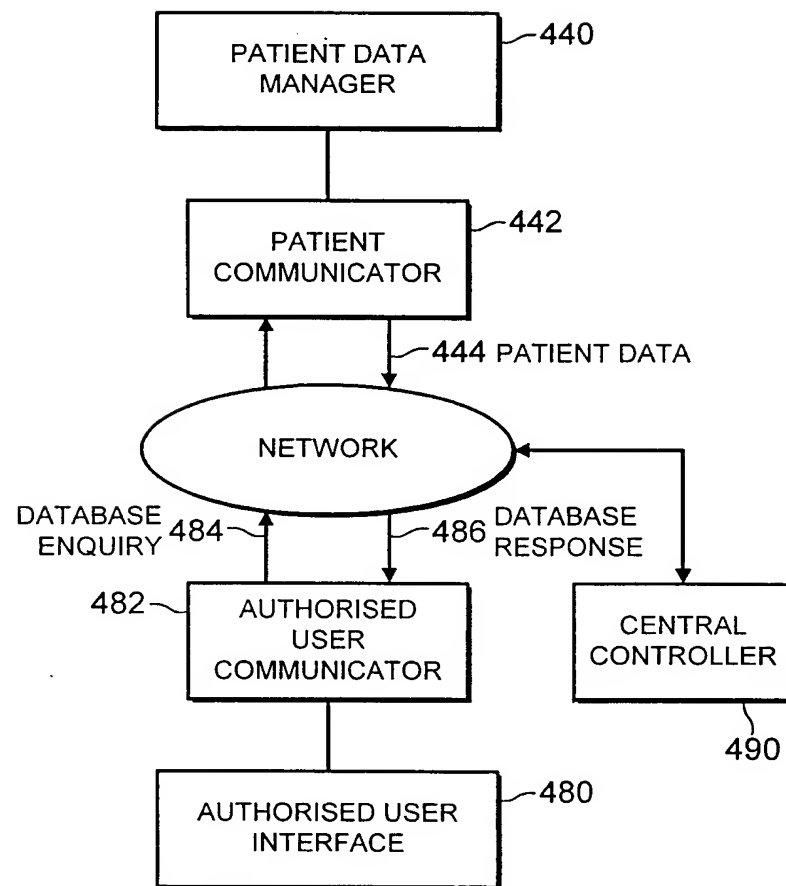 PATIENT DATA
MANAGER
440
PATIENT
COMMUNICATOR
442
444 PATIENT DATA
NETWORK
DATABASE
ENQUIRY
484
486
DATABASE
RESPONSE
482
AUTHORISED
USER
COMMUNICATOR
CENTRAL
CONTROLLER
490
AUTHORISED USER
INTERFACE
480